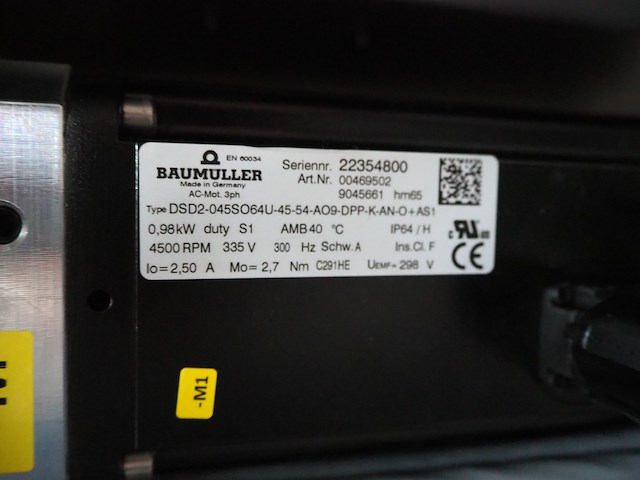 EN 60034
BAUMULLER
Made in Germany
AC-Mot. 3ph
Seriennr. 22354800
Art.Nr. 00469502
9045661 hm65
Type DSD2-045SO64U-45-54-AO9-DPP-K-AN-O+AS1
0,98kW duty S1 AMB 40 °C IP64 / H
4500 RPM 335 V 300 Hz Schw. A Ins.Cl. F
Io= 2,50 A Mo= 2,7 Nm C291HE UEMF= 298 V
c RU us
CE
-M1